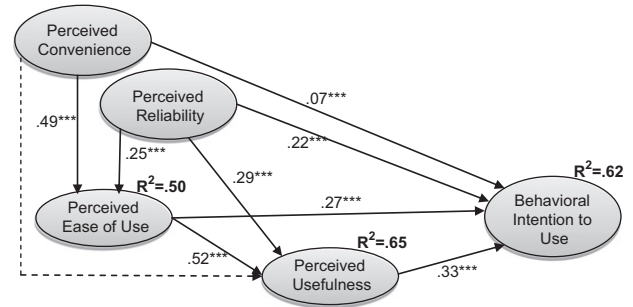 Perceived
Convenience
Perceived
Reliability
.07***
.49***
.22***
.25***
.29***
R²=.50
R²=.62
Perceived
Ease of Use
.27***
Behavioral
Intention to
Use
R²=.65
.52***
Perceived
Usefulness
.33***